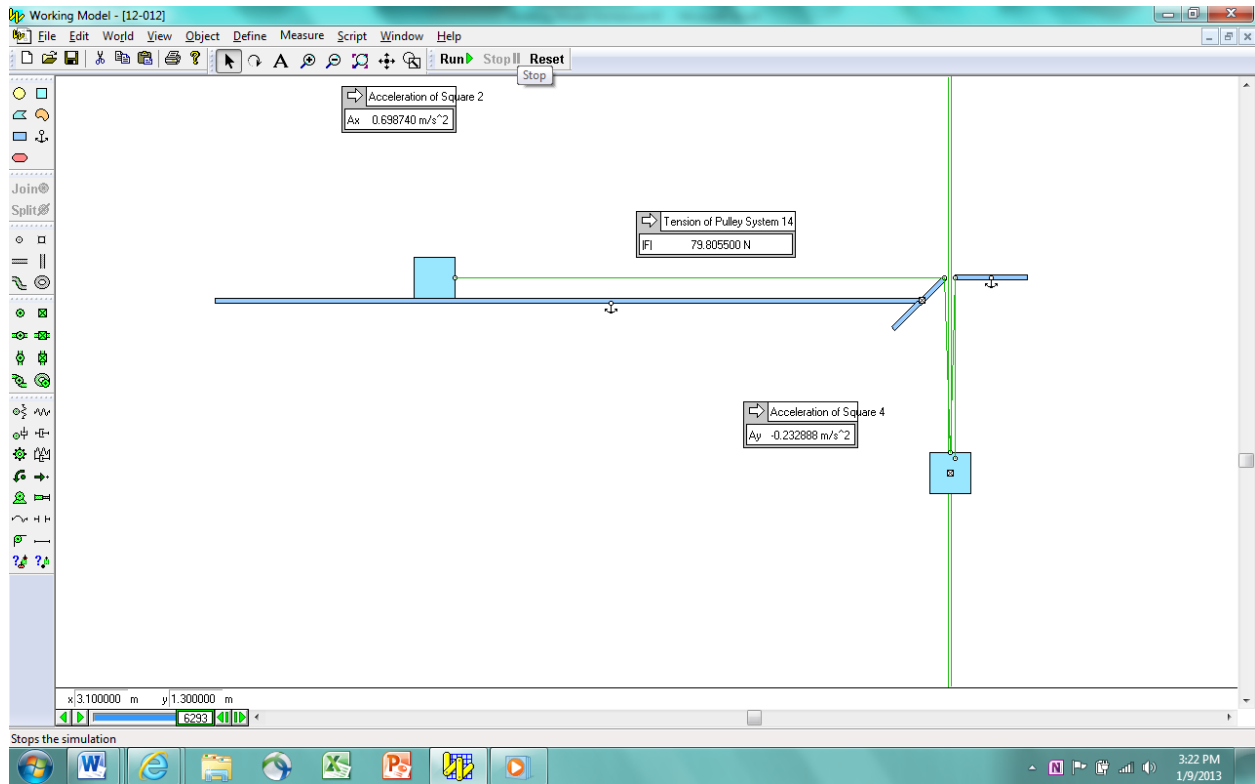 Working Model - [12-012]
File Edit World View Object Define Measure Script Window Help
A Run Stop Reset
Stop
Acceleration of Square 2
Ax 0.698740 m/s^2
Join
Split
Tension of Pulley System 14
|F| 79.805500 N
Acceleration of Square 4
Ay -0.232888 m/s^2
x 3.100000 m y 1.300000 m
6293
Stops the simulation
3:22 PM
1/9/2013